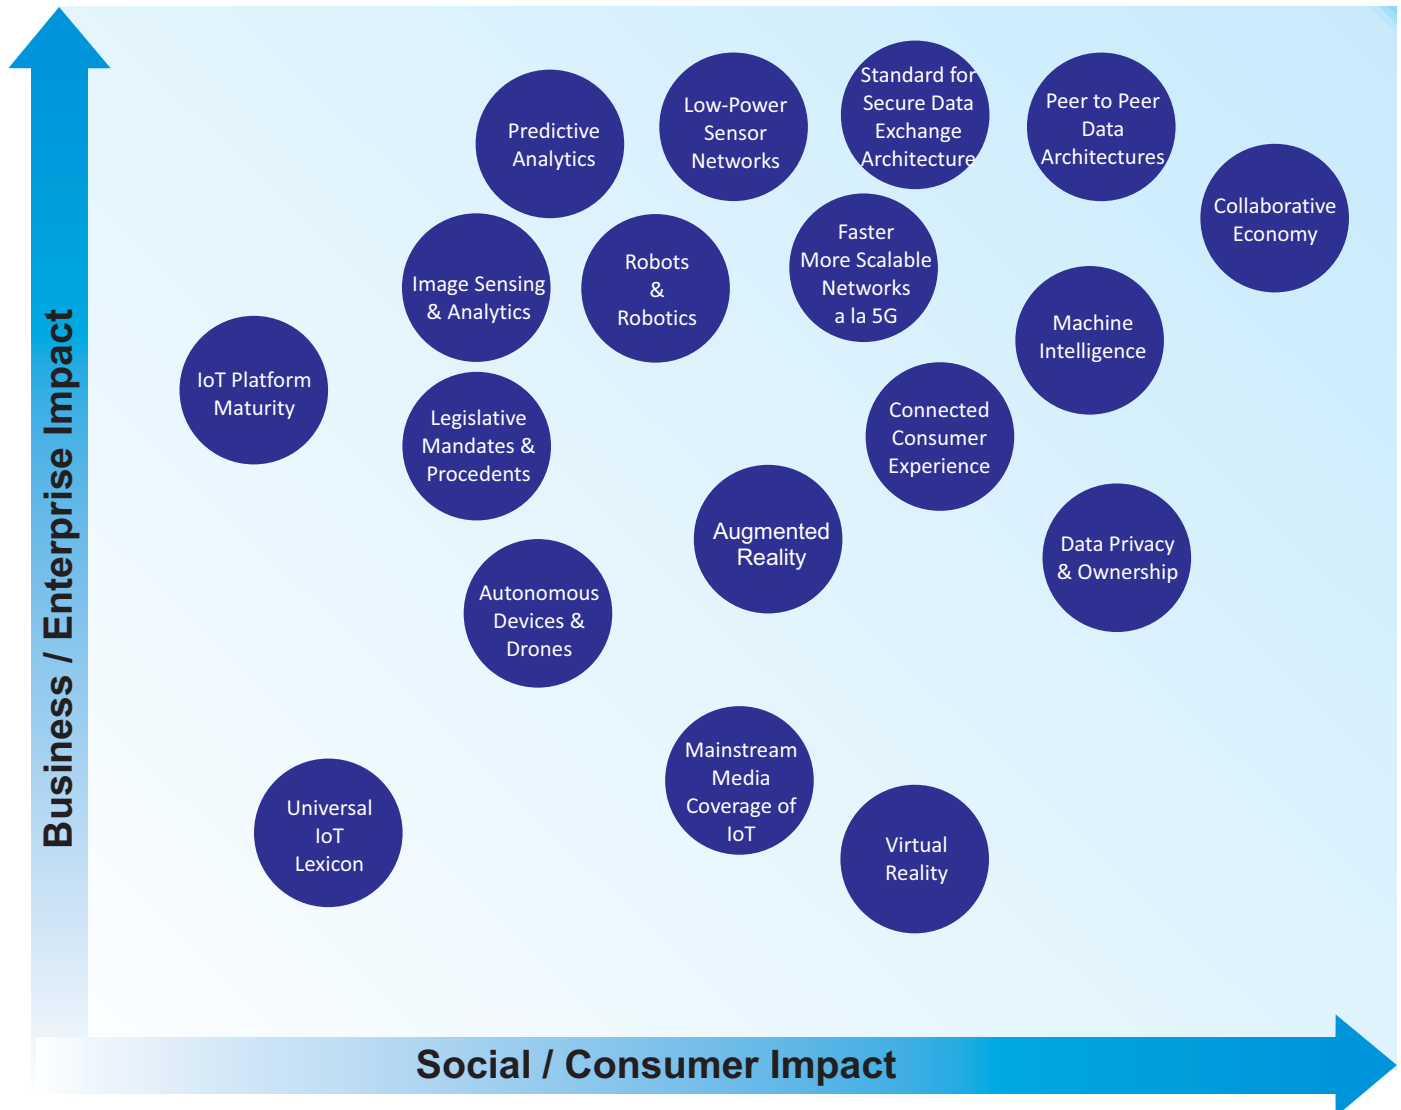 Business / Enterprise Impact
Predictive
Analytics
Low-Power
Sensor
Networks
Standard for
Secure Data
Exchange
Architecture
Peer to Peer
Data
Architectures
Collaborative
Economy
Image Sensing
& Analytics
Robots
&
Robotics
Faster
More Scalable
Networks
a la 5G
Machine
Intelligence
IoT Platform
Maturity
Legislative
Mandates &
Procedents
Connected
Consumer
Experience
Augmented
Reality
Data Privacy
& Ownership
Autonomous
Devices &
Drones
Mainstream
Media
Coverage of
IoT
Universal
IoT
Lexicon
Virtual
Reality
Social / Consumer Impact